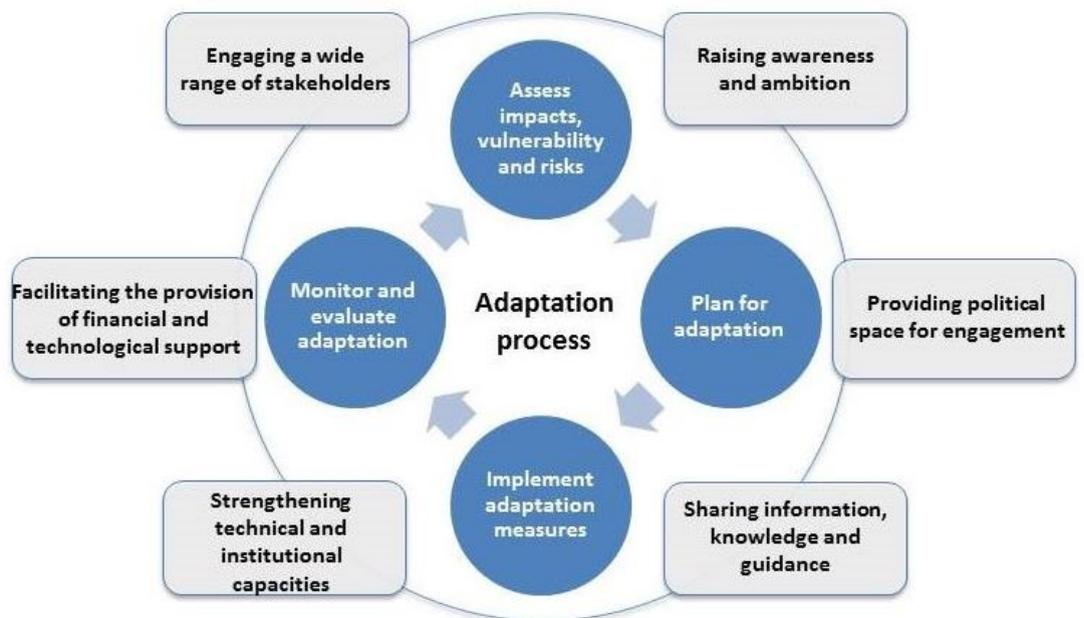 Engaging a wide
range of stakeholders
Raising awareness
and ambition
Assess
impacts,
vulnerability
and risks
Facilitating the provision
of financial and
technological support
Monitor and
evaluate
adaptation
Adaptation
process
Plan for
adaptation
Providing political
space for engagement
Implement
adaptation
measures
Strengthening
technical and
institutional
capacities
Sharing information,
knowledge and
guidance